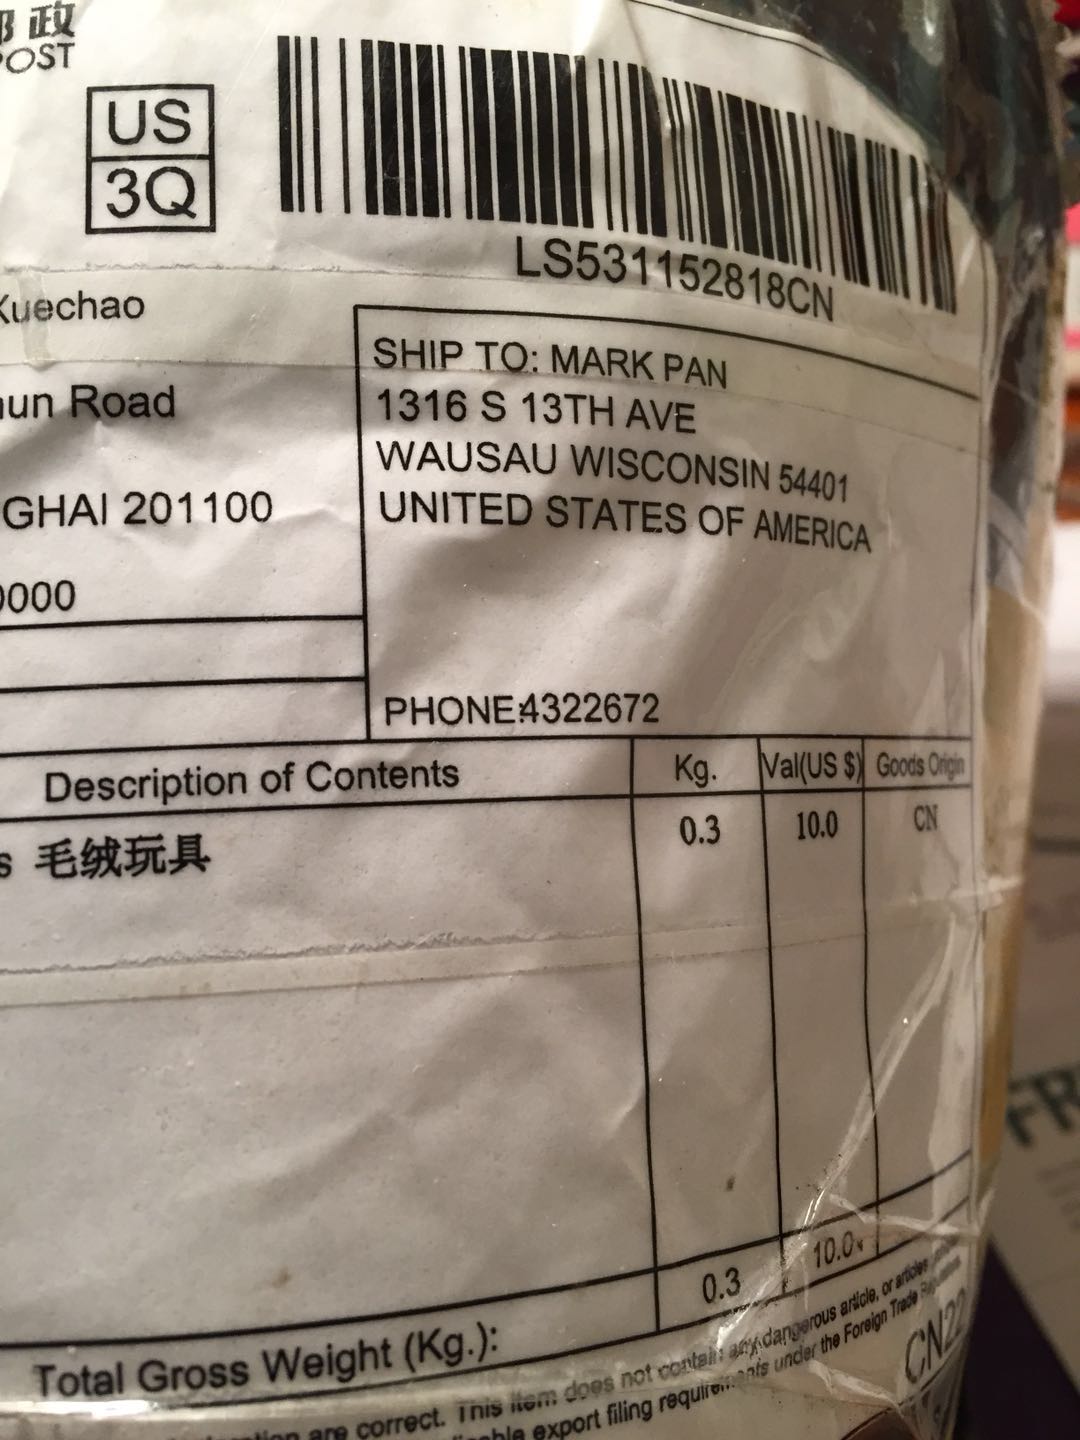 邮政
POST
US
3Q
LS531152818CN
Xuechao
SHIP TO: MARK PAN
1316 S 13TH AVE
WAUSAU WISCONSIN 54401
UNITED STATES OF AMERICA
PHONE:4322672
Road
GHAI 201100
0000
Description of Contents Kg. Val(US $) Goods Origin
s 毛绒玩具 0.3 10.0 CN
0.3 10.0
Total Gross Weight (Kg.):
are correct. This item does not contain any dangerous article, or articles
export filing requirements under the Foreign Trade
CN22
FR